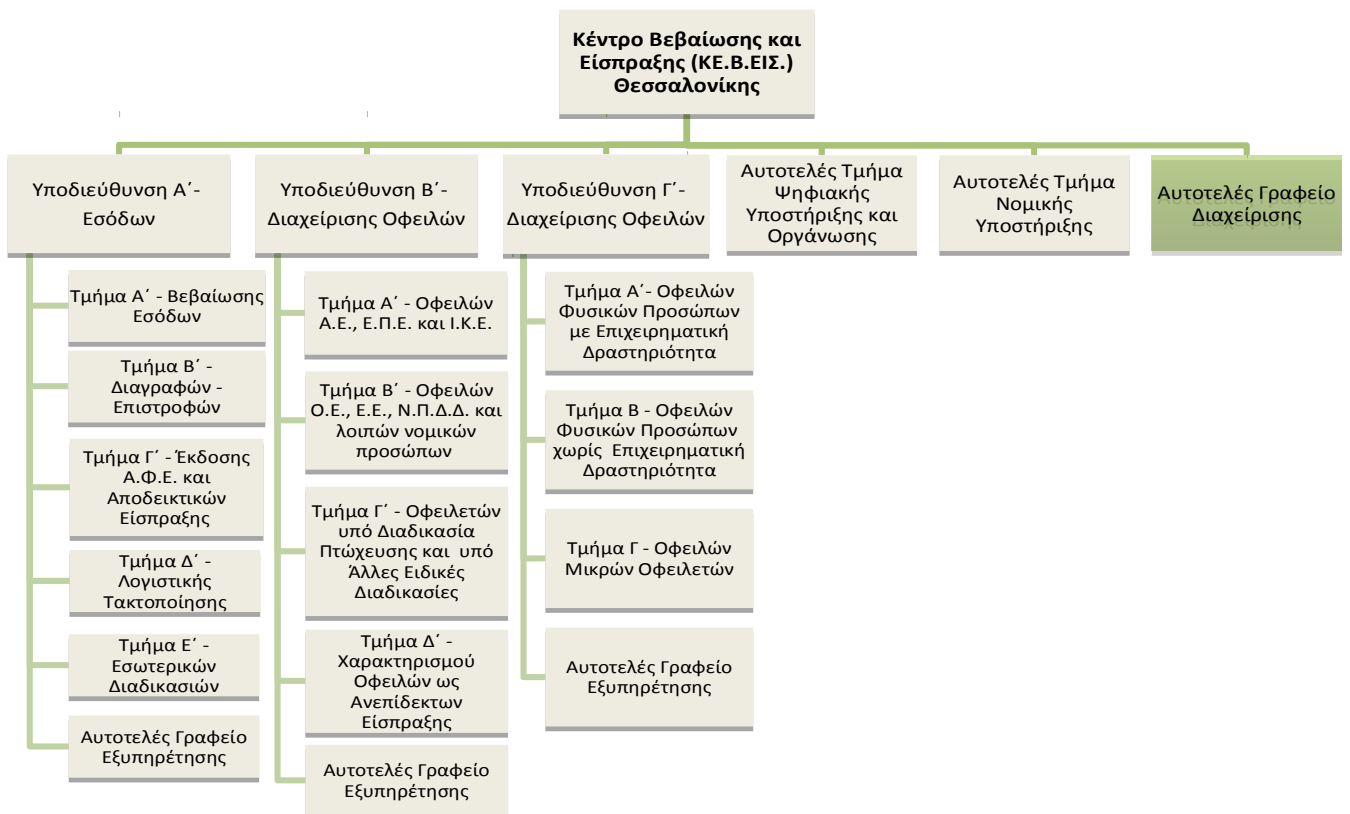 Κέντρο Βεβαίωσης και
Είσπραξης (ΚΕ.Β.ΕΙΣ.)
Θεσσαλονίκης
Υποδιεύθυνση Α΄-
Εσόδων
Υποδιεύθυνση Β΄-
Διαχείρισης Οφειλών
Υποδιεύθυνση Γ΄-
Διαχείρισης Οφειλών
Αυτοτελές Τμήμα
Ψηφιακής
Υποστήριξης και
Οργάνωσης
Αυτοτελές Τμήμα
Νομικής
Υποστήριξης
Αυτοτελές Γραφείο
Διαχείρισης
Τμήμα Α΄ - Βεβαίωσης
Εσόδων
Τμήμα Β΄ -
Διαγραφών -
Επιστροφών
Τμήμα Γ΄ - Έκδοσης
Α.Φ.Ε. και
Αποδεικτικών
Είσπραξης
Τμήμα Δ΄ -
Λογιστικής
Τακτοποίησης
Τμήμα Ε΄ -
Εσωτερικών
Διαδικασιών
Αυτοτελές Γραφείο
Εξυπηρέτησης
Τμήμα Α΄ - Οφειλών
Α.Ε., Ε.Π.Ε. και Ι.Κ.Ε.
Τμήμα Β΄ - Οφειλών
Ο.Ε., Ε.Ε., Ν.Π.Δ.Δ. και
λοιπών νομικών
προσώπων
Τμήμα Γ΄ - Οφειλετών
υπό Διαδικασία
Πτώχευσης και υπό
Άλλες Ειδικές
Διαδικασίες
Τμήμα Δ΄ -
Χαρακτηρισμού
Οφειλών ως
Ανεπίδεκτων
Είσπραξης
Αυτοτελές Γραφείο
Εξυπηρέτησης
Τμήμα Α΄- Οφειλών
Φυσικών Προσώπων
με Επιχειρηματική
Δραστηριότητα
Τμήμα Β - Οφειλών
Φυσικών Προσώπων
χωρίς Επιχειρηματική
Δραστηριότητα
Τμήμα Γ - Οφειλών
Μικρών Οφειλετών
Αυτοτελές Γραφείο
Εξυπηρέτησης